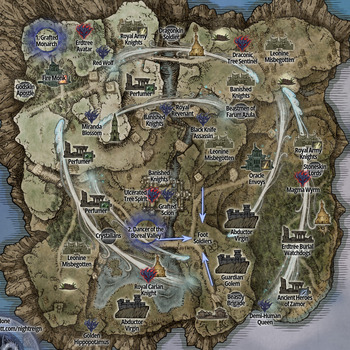 1. Grafted
Monarch
Erdtree
Avatar
Royal Army
Knights
Dragonkin
Soldier
Draconic
Tree Sentinel
Leonine
Misbegotten
Red Wolf
Fire Monk
Godskin
Apostle
Perfumer
Banished
Knights
Beastmen of
Farum Azula
Royal
Revenant
Banished
Knights
Miranda
Blossom
Black Knife
Assassin
Leonine
Misbegotten
Royal Army
Knights
Stoneskin
Lords
Perfumer
Oracle
Envoys
Magma Wyrm
Banished
Knights
Ulcerated
Tree Spirit
Grafted
Scion
Perfumer
2. Dancer of the
Boreal Valley
Foot
Soldiers
Abductor
Virgin
Crystalians
Erdtree Burial
Watchdogs
Leonine
Misbegotten
Royal Carian
Knight
Guardian
Golem
Beastly
Brigade
Ancient Heroes
of Zamor
Abductor
Virgin
Demi-Human
Queen
Golden
Hippopotamus